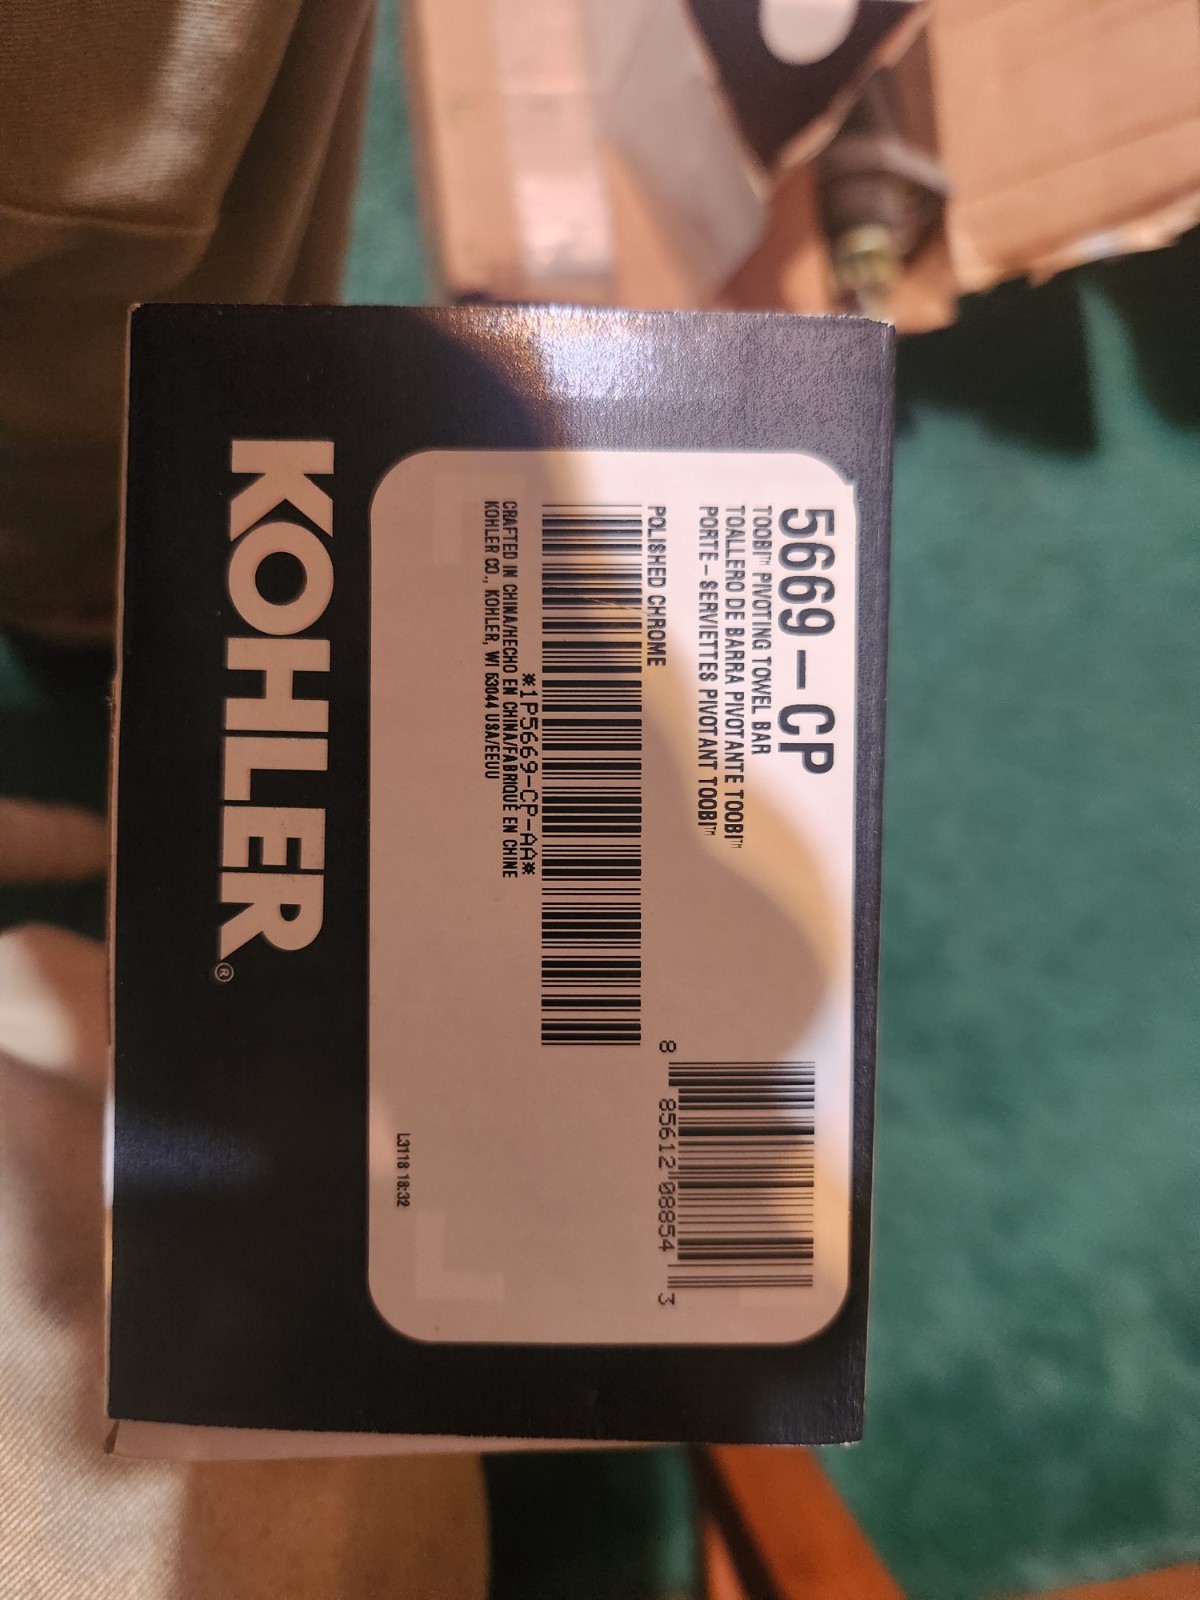 5669-CP
TOOBI™ PIVOTING TOWEL BAR
TOALLERO DE BARRA PIVOTANTE TOOBI™
PORTE-SERVIETTES PIVOTANT TOOBI™
8 85612 08854 3
POLISHED CHROME
*1P5669-CP-AA*
CRAFTED IN CHINA/HECHO EN CHINA/FABRIQUÉ EN CHINE
KOHLER CO., KOHLER, WI 53044 USA/EEUU
L3118 18:32
KOHLER®